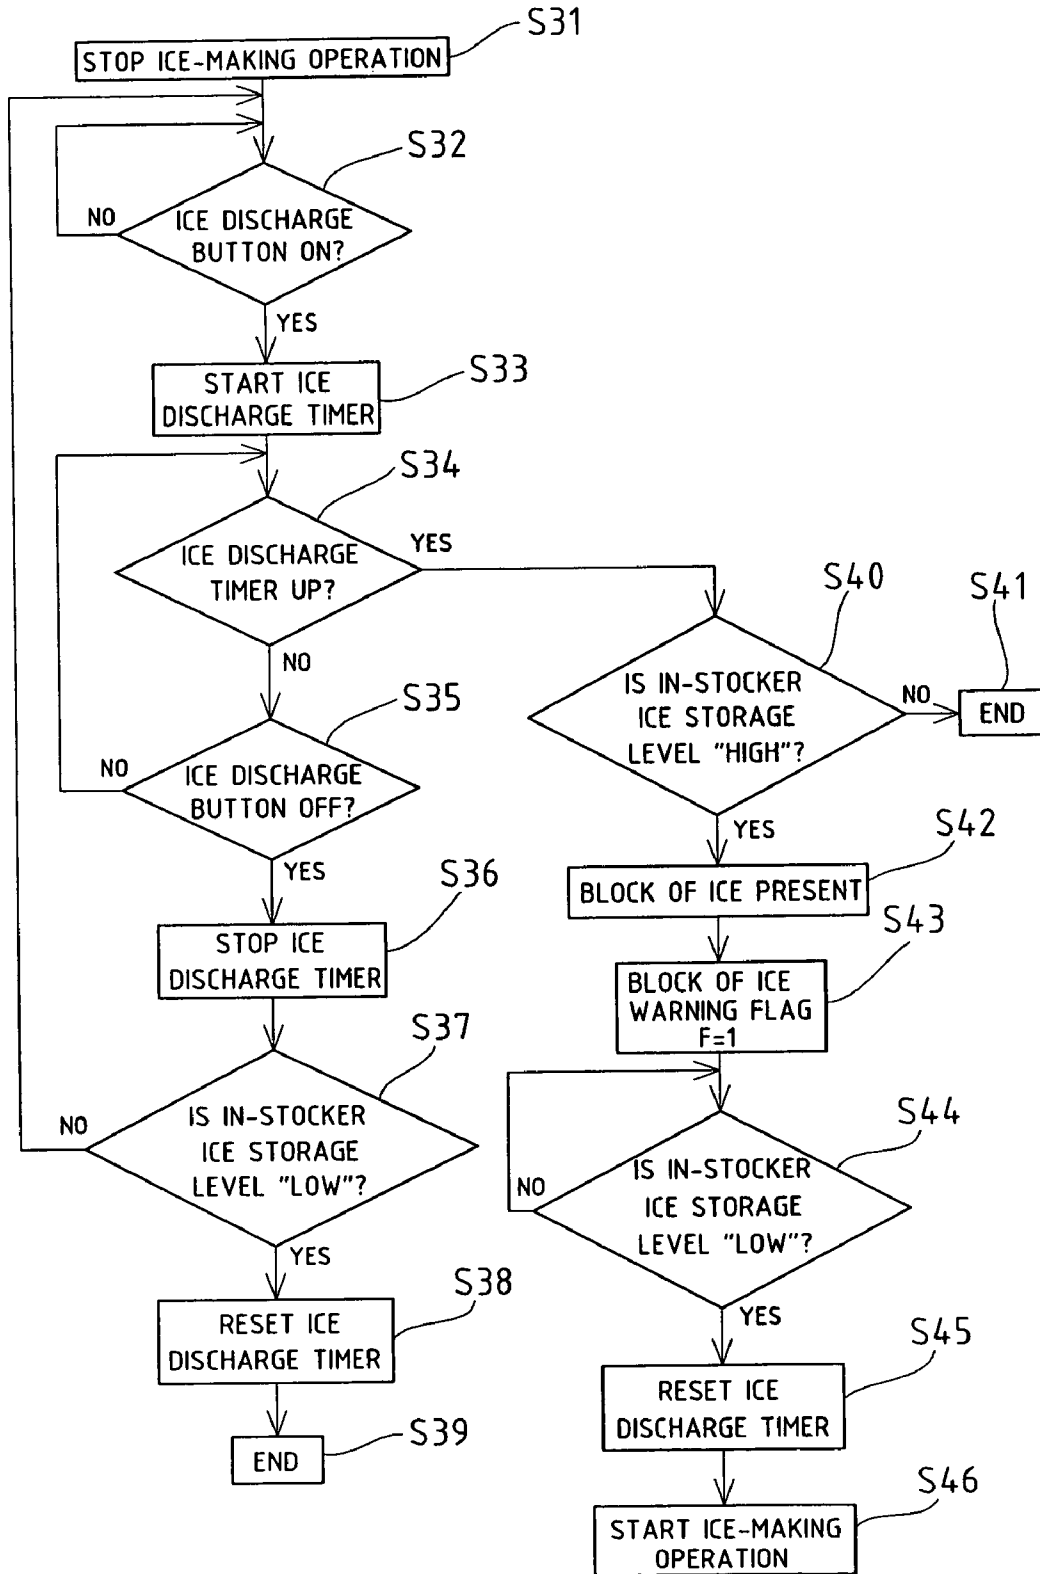 S31
STOP ICE-MAKING OPERATION
S32
NO
ICE DISCHARGE
BUTTON ON?
YES
S33
START ICE
DISCHARGE TIMER
S34
ICE DISCHARGE
TIMER UP?
YES
NO
S35
NO
ICE DISCHARGE
BUTTON OFF?
YES
S36
STOP ICE
DISCHARGE TIMER
S37
NO
IS IN-STOCKER
ICE STORAGE
LEVEL "LOW"?
YES
S38
RESET ICE
DISCHARGE TIMER
S39
END
S40
IS IN-STOCKER
ICE STORAGE
LEVEL "HIGH"?
NO
S41
END
YES
S42
BLOCK OF ICE PRESENT
S43
BLOCK OF ICE
WARNING FLAG
F=1
S44
NO
IS IN-STOCKER
ICE STORAGE
LEVEL "LOW"?
YES
S45
RESET ICE
DISCHARGE TIMER
S46
START ICE-MAKING
OPERATION